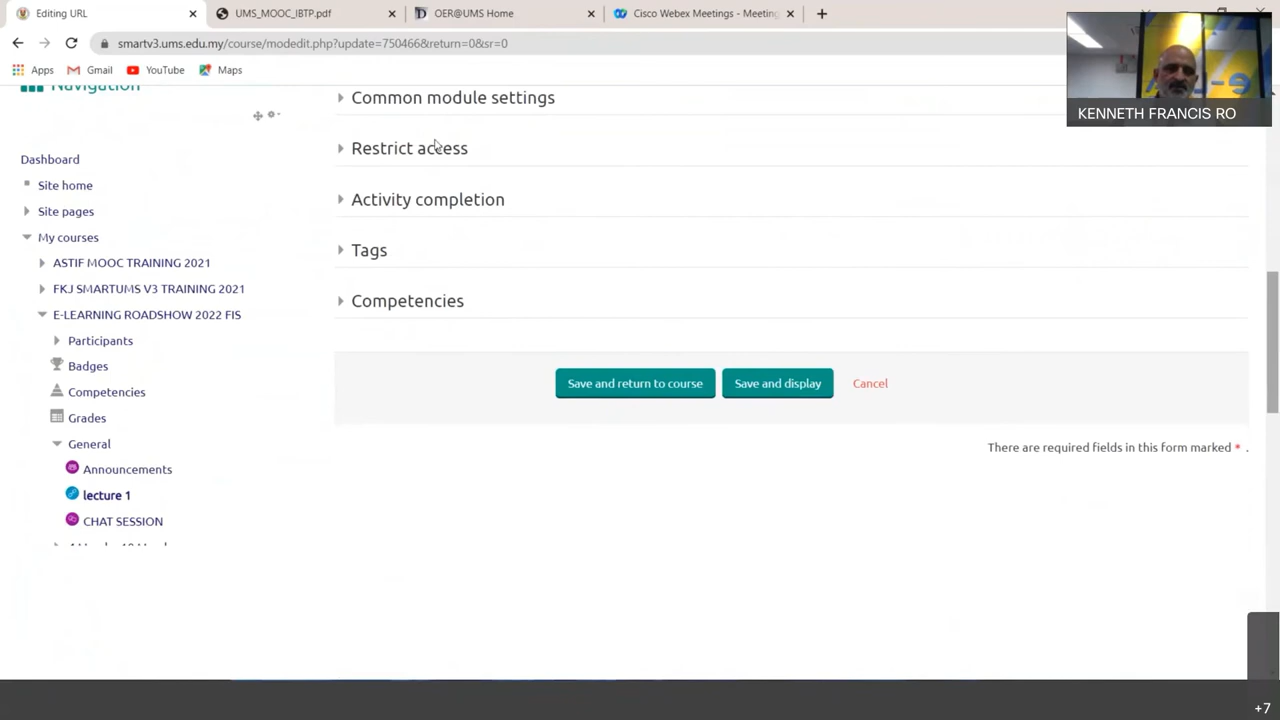 Editing URL
UMS_MOOC_IBTP.pdf
OER@UMS Home
Cisco Webex Meetings - Meeting
smartv3.ums.edu.my/course/modedit.php?update=750466&return=0&sr=0
Apps
Gmail
YouTube
Maps
KENNETH FRANCIS RO
Navigation
Dashboard
Site home
Site pages
My courses
ASTIF MOOC TRAINING 2021
FKJ SMARTUMS V3 TRAINING 2021
E-LEARNING ROADSHOW 2022 FIS
Participants
Badges
Competencies
Grades
General
Announcements
lecture 1
CHAT SESSION
Common module settings
Restrict access
Activity completion
Tags
Competencies
Save and return to course
Save and display
Cancel
There are required fields in this form marked * .
+7